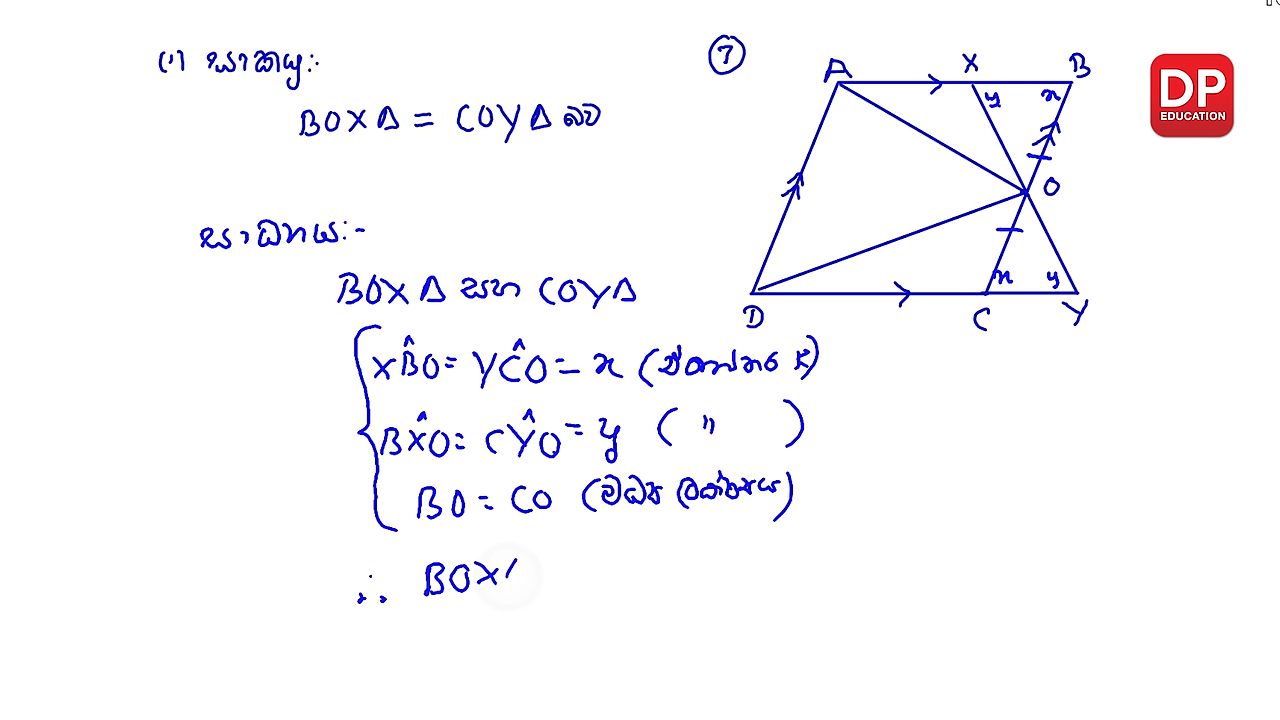 (i) සාකය:-
BOX Δ = COY Δ බව
සාධනය:-
BOX Δ සහ COY Δ
XB̂O = YĈO = x (ඒකාන්තර ∠)
BX̂O = CŶO = y ( " )
BO = CO (මධ්‍ය ලක්ෂ්‍යය)
∴ BOX
7
A X B
y x
O
x y
D C Y
DP
EDUCATION